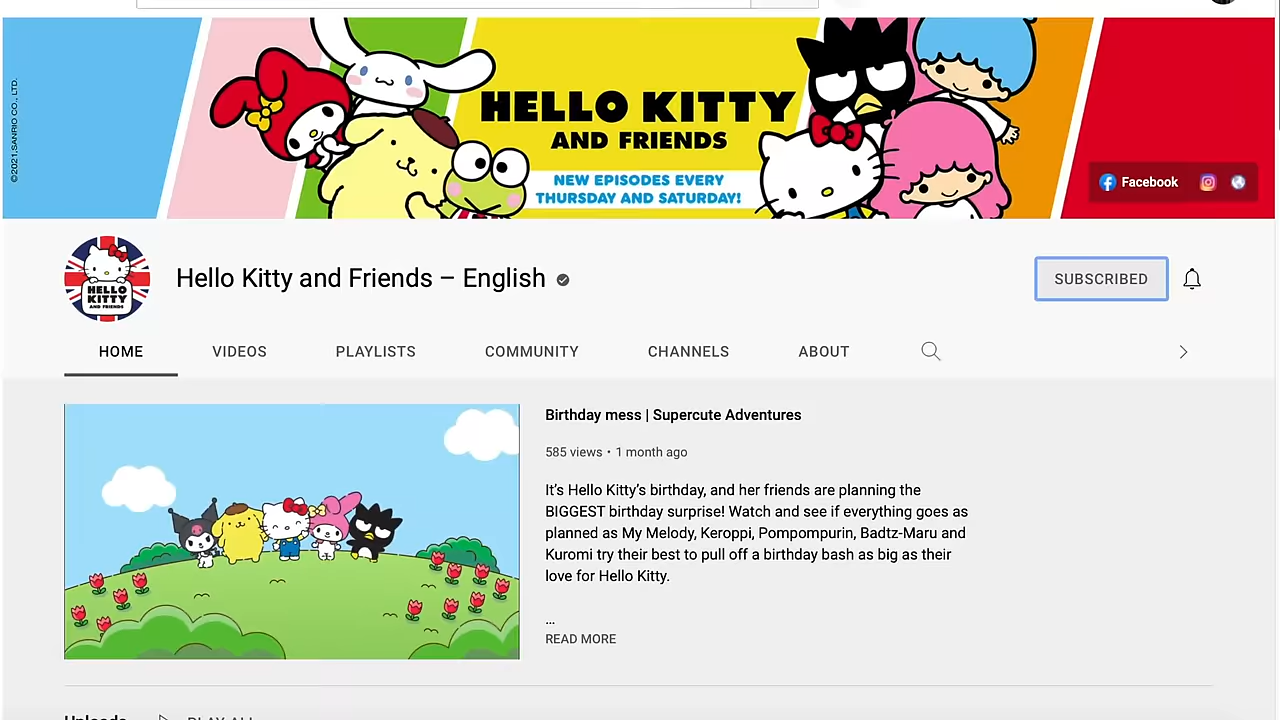 ©2021 SANRIO CO., LTD.
HELLO KITTY
AND FRIENDS
NEW EPISODES EVERY
THURSDAY AND SATURDAY!
Facebook
HELLO
KITTY
AND FRIENDS
Hello Kitty and Friends – English
SUBSCRIBED
HOME VIDEOS PLAYLISTS COMMUNITY CHANNELS ABOUT
Birthday mess | Supercute Adventures
585 views • 1 month ago
It's Hello Kitty's birthday, and her friends are planning the
BIGGEST birthday surprise! Watch and see if everything goes as
planned as My Melody, Keroppi, Pompompurin, Badtz-Maru and
Kuromi try their best to pull off a birthday bash as big as their
love for Hello Kitty.
...
READ MORE
Uploads PLAY ALL